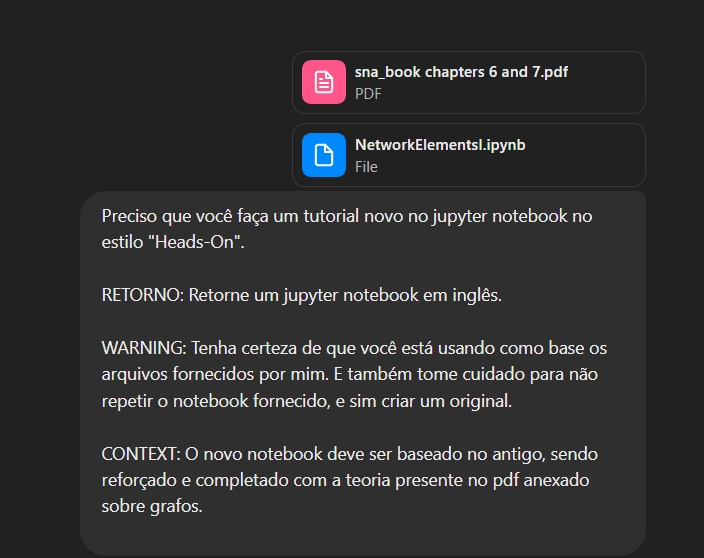 sna_book chapters 6 and 7.pdf
PDF
NetworkElementsI.ipynb
File
Preciso que você faça um tutorial novo no jupyter notebook no
estilo "Heads-On".
RETORNO: Retorne um jupyter notebook em inglês.
WARNING: Tenha certeza de que você está usando como base os
arquivos fornecidos por mim. E também tome cuidado para não
repetir o notebook fornecido, e sim criar um original.
CONTEXT: O novo notebook deve ser baseado no antigo, sendo
reforçado e completado com a teoria presente no pdf anexado
sobre grafos.